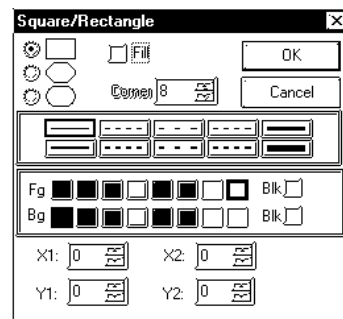 Square/Rectangle
Fill
OK
Corner 8
Cancel
Fg Blk
Bg Blk
X1: 0 X2: 0
Y1: 0 Y2: 0